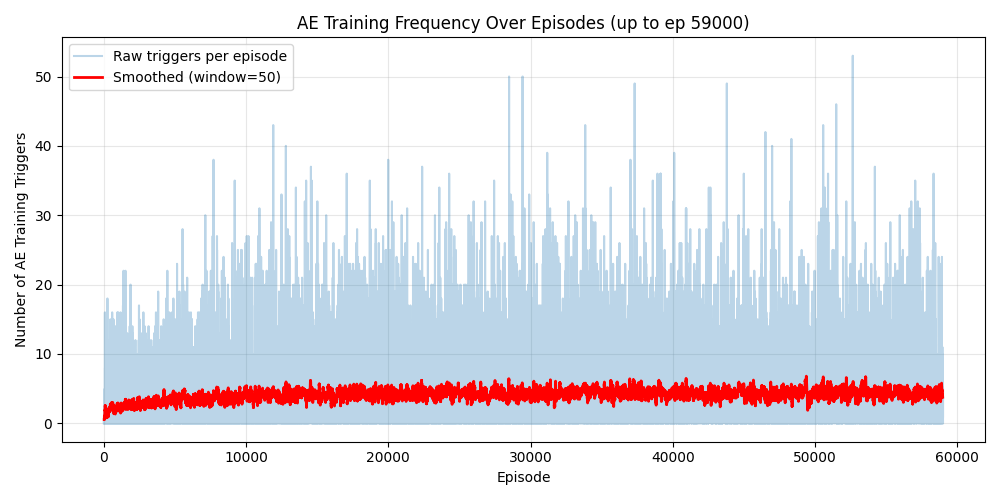 AE Training Frequency Over Episodes (up to ep 59000)
Raw triggers per episode
Smoothed (window=50)
Number of AE Training Triggers
50
40
30
20
10
0
0 10000 20000 30000 40000 50000 60000
Episode